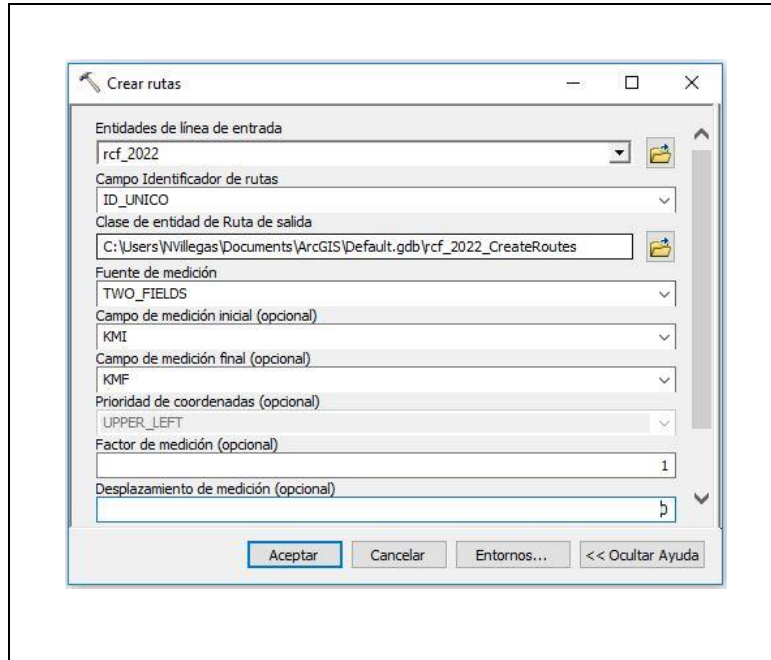 Crear rutas
Entidades de línea de entrada
rcf_2022
Campo Identificador de rutas
ID_UNICO
Clase de entidad de Ruta de salida
C:\Users\NVillegas\Documents\ArcGIS\Default.gdb\rcf_2022_CreateRoutes
Fuente de medición
TWO_FIELDS
Campo de medición inicial (opcional)
KMI
Campo de medición final (opcional)
KMF
Prioridad de coordenadas (opcional)
UPPER_LEFT
Factor de medición (opcional)
1
Desplazamiento de medición (opcional)
0
Aceptar Cancelar Entornos... << Ocultar Ayuda